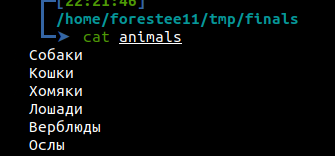 [22:21:46]
/home/forestee11/tmp/finals
➤ cat animals
Собаки
Кошки
Хомяки
Лошади
Верблюды
Ослы